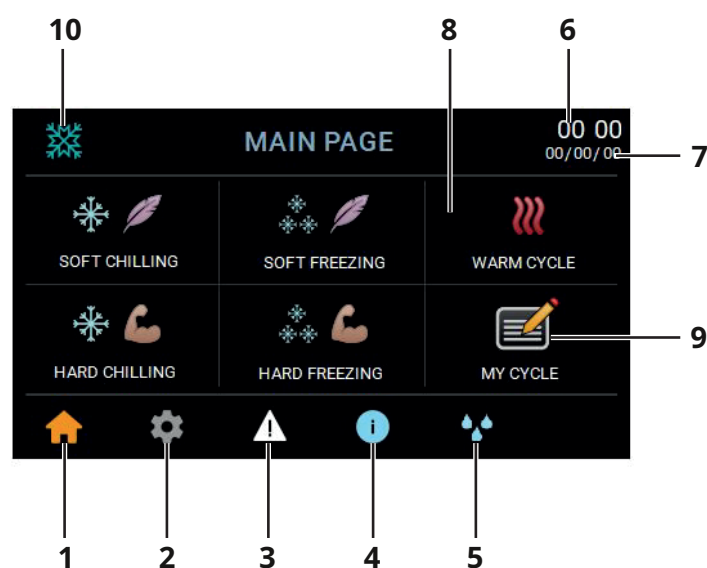 10 8 6
MAIN PAGE
00 00
00/00/00
7
SOFT CHILLING SOFT FREEZING WARM CYCLE
HARD CHILLING HARD FREEZING MY CYCLE
9
i
1 2 3 4 5